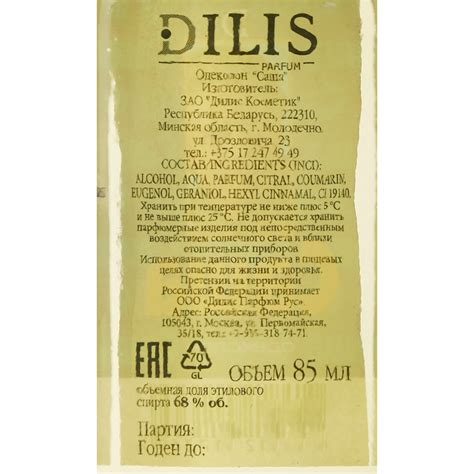 DILIS
PARFUM
Одеколон "Саша"
Изготовитель:
ЗАО "Дилис Косметик"
Республика Беларусь, 222310,
Минская область, г. Молодечно,
ул. Дроздовича 23
тел.: +375 17 247 49 49
СОСТАВ/INGREDIENTS (INCI):
ALCOHOL, AQUA, PARFUM, CITRAL, COUMARIN,
EUGENOL, GERANIOL, HEXYL CINNAMAL, CI 19140.
Хранить при температуре не ниже плюс 5°С
и не выше плюс 25°С. Не допускается хранить
парфюмерные изделия под непосредственным
воздействием солнечного света и вблизи
отопительных приборов.
Использование данного продукта в пищевых
целях опасно для жизни и здоровья.
Претензии на территории
Российской Федерации принимает
ООО «Дилис Парфюм Рус».
Адрес: Российская Федерация,
105043, г. Москва, ул. Первомайская,
35/18, тел.: 318 74-71.
EAC
70
GL
ОБЪЕМ 85 МЛ
объемная доля этилового
спирта 68 % об.
Партия:
Годен до: